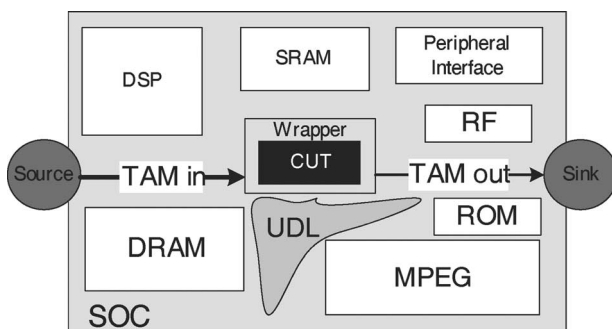 DSP
SRAM
Peripheral
Interface
Wrapper
RF
CUT
Source
TAM in
TAM out
Sink
DRAM
UDL
ROM
MPEG
SOC